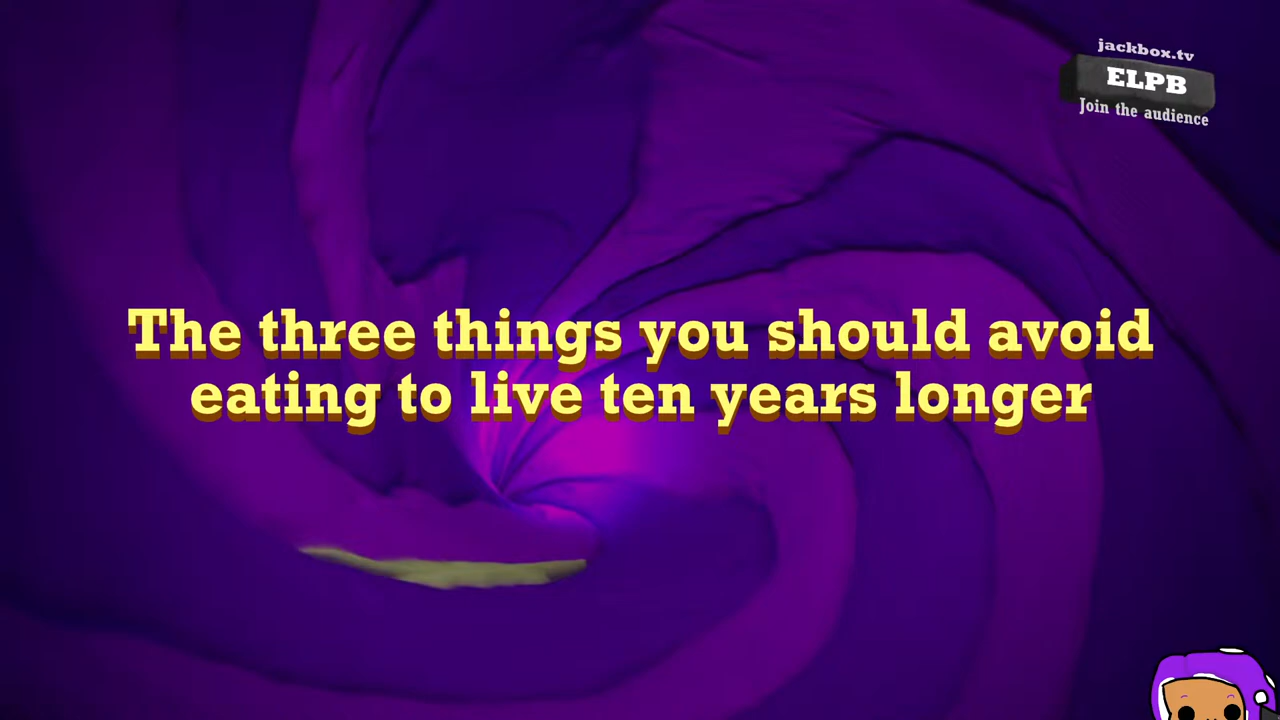 jackbox.tv
ELPB
Join the audience
The three things you should avoid
eating to live ten years longer